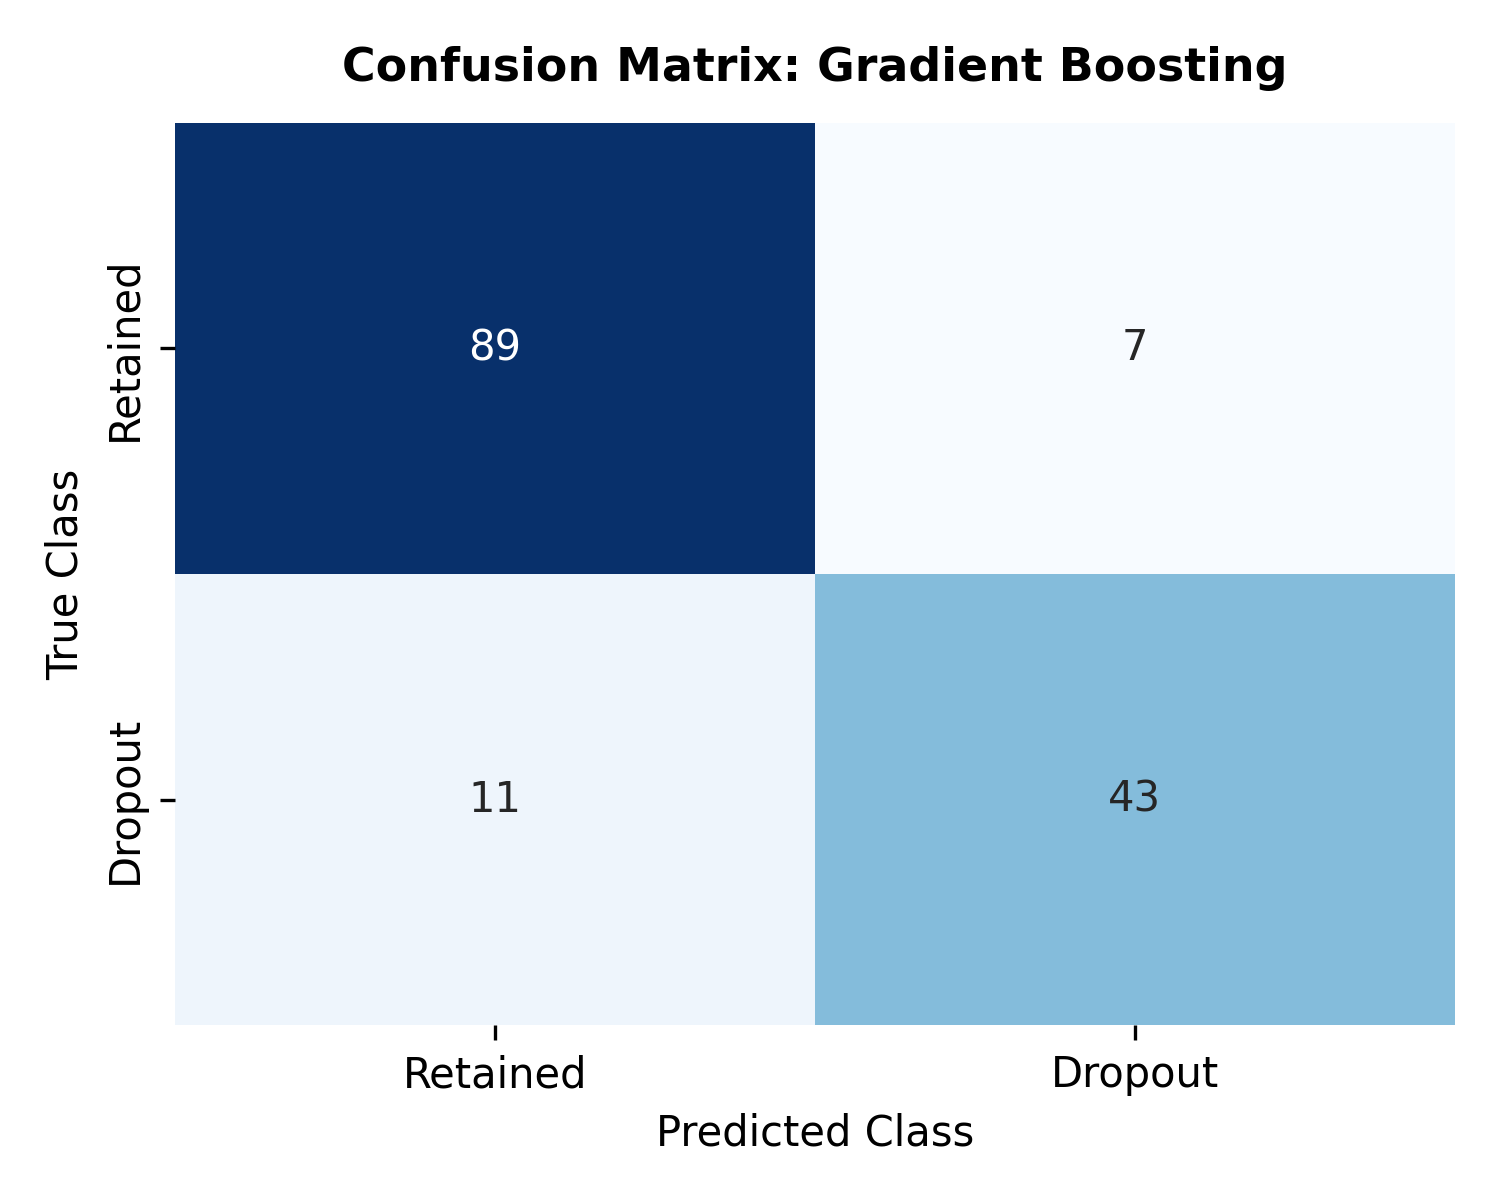 Confusion Matrix: Gradient Boosting
True Class
Retained
89
7
Dropout
11
43
Retained
Dropout
Predicted Class